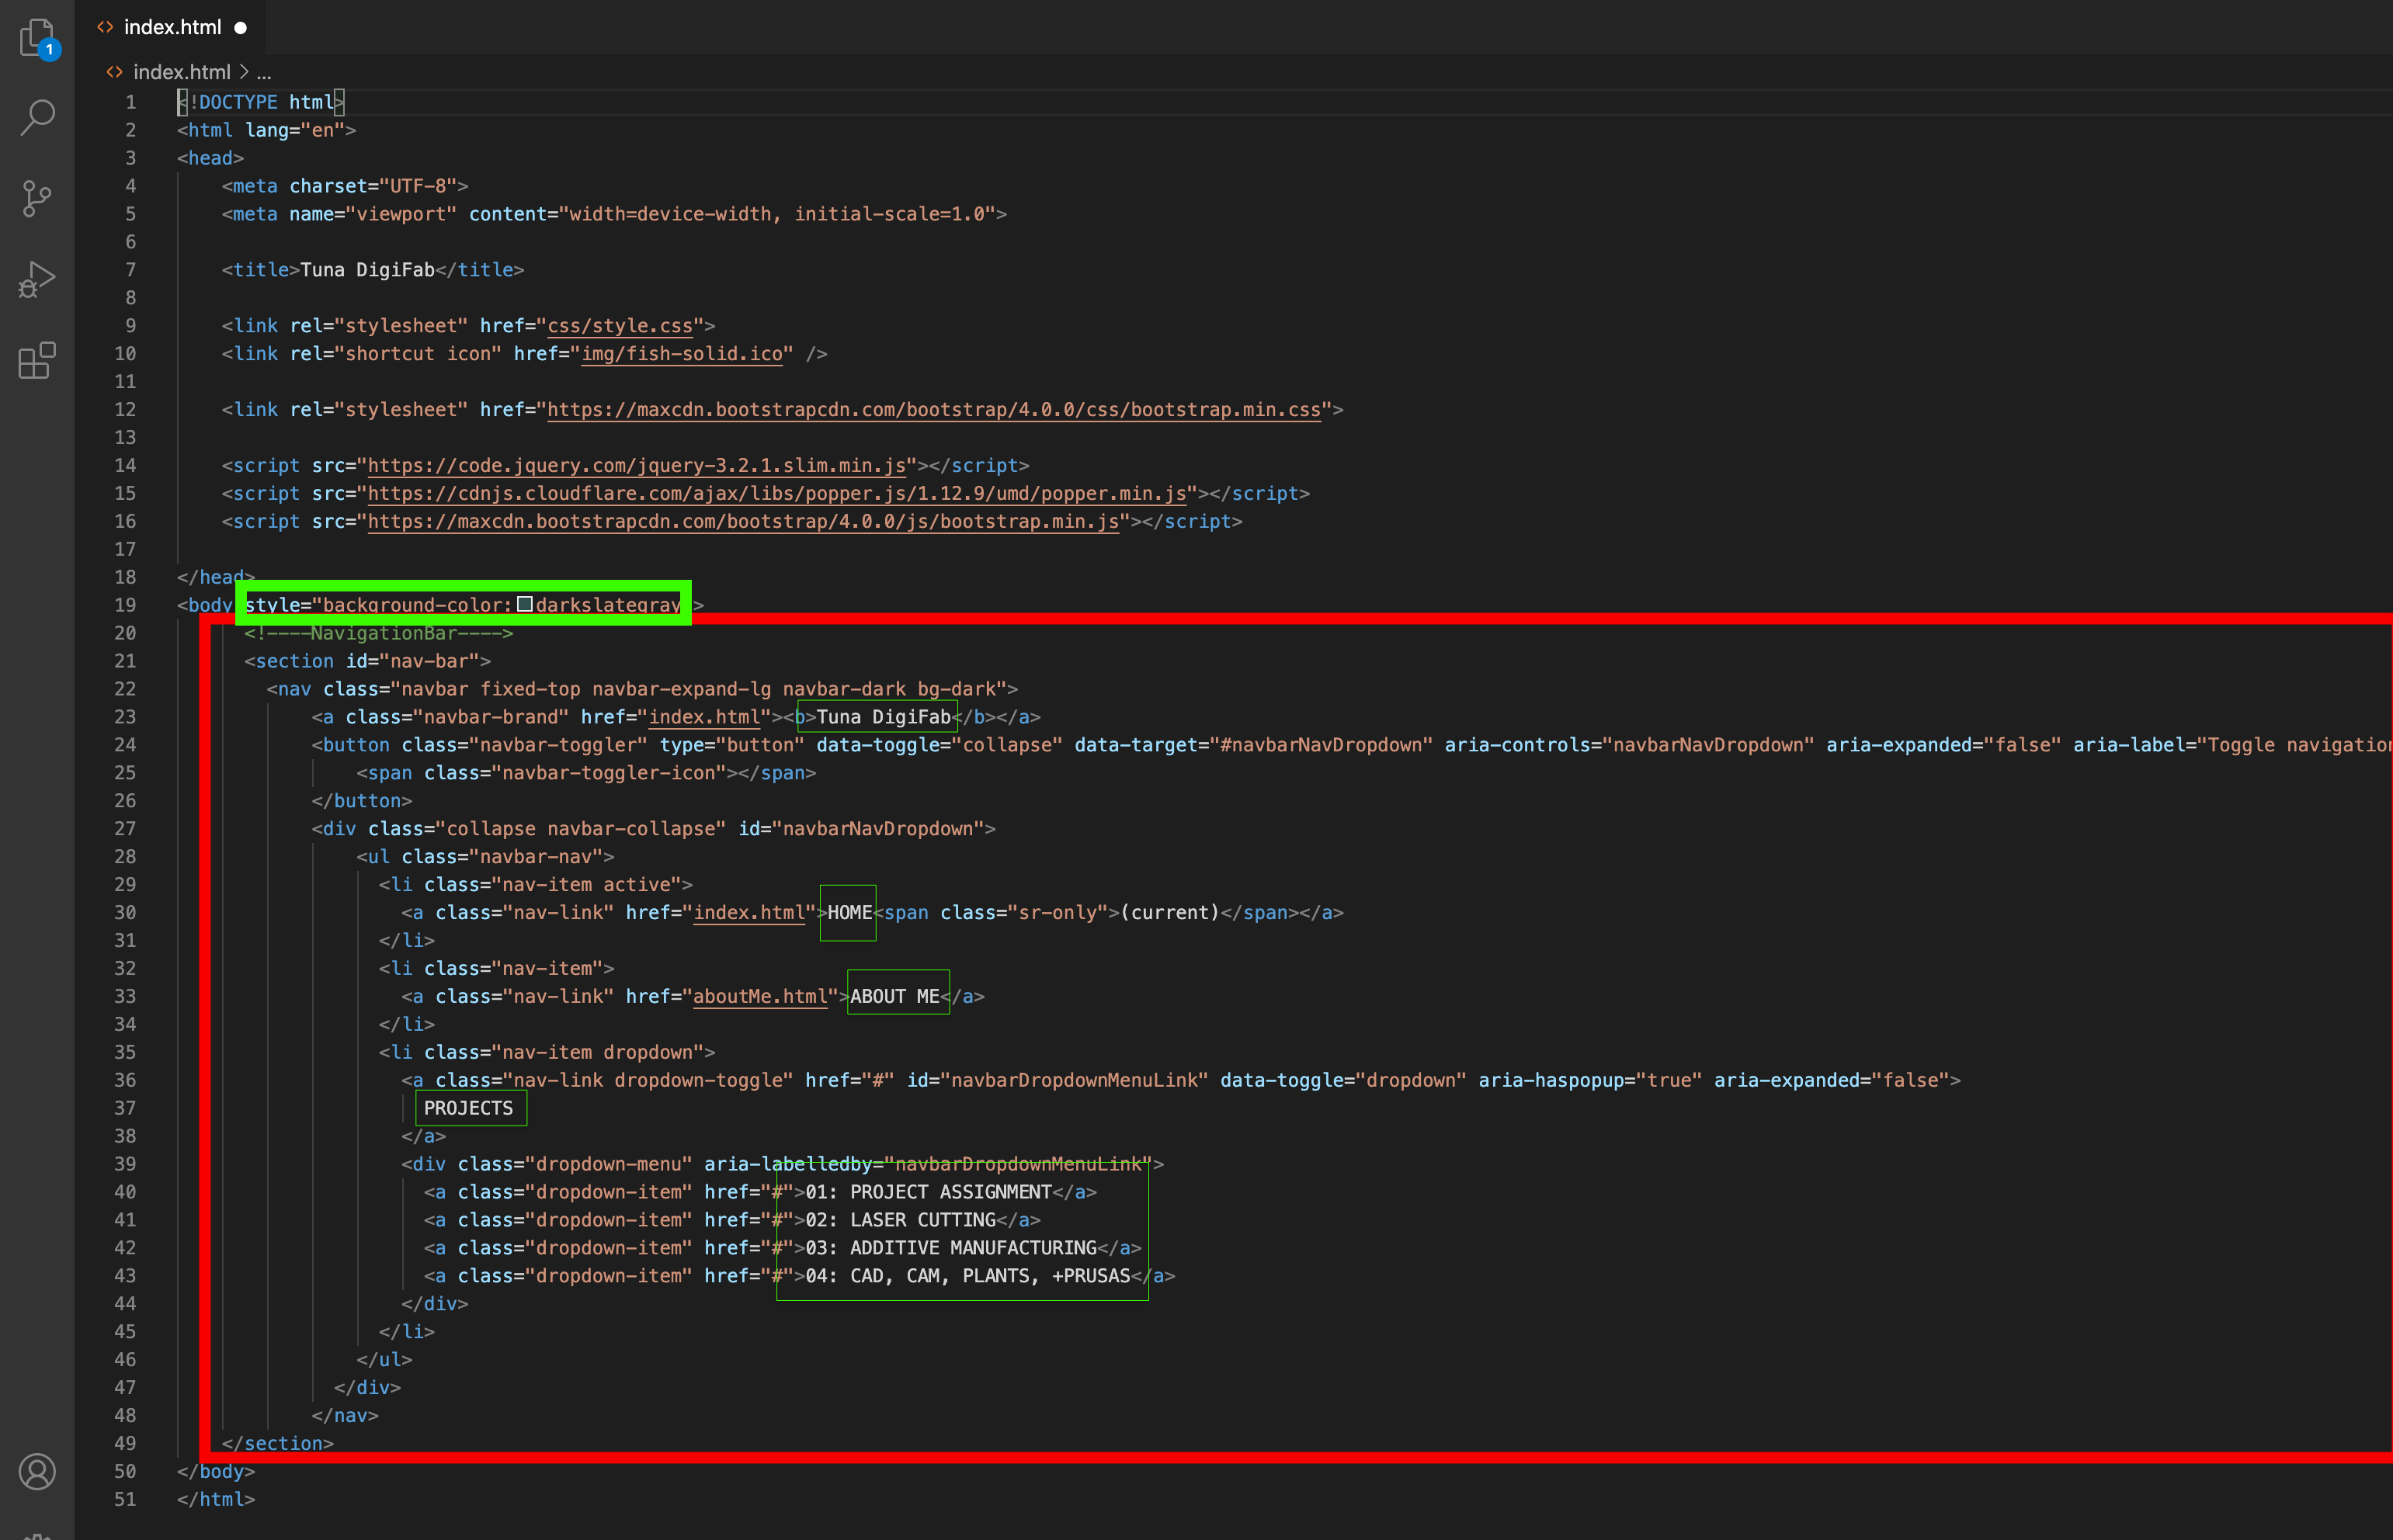 1
index.html ●
index.html > ...
1 <!DOCTYPE html>
2 <html lang="en">
3 <head>
4 <meta charset="UTF-8">
5 <meta name="viewport" content="width=device-width, initial-scale=1.0">
6
7 <title>Tuna DigiFab</title>
8
9 <link rel="stylesheet" href="css/style.css">
10 <link rel="shortcut icon" href="img/fish-solid.ico" />
11
12 <link rel="stylesheet" href="https://maxcdn.bootstrapcdn.com/bootstrap/4.0.0/css/bootstrap.min.css">
13
14 <script src="https://code.jquery.com/jquery-3.2.1.slim.min.js"></script>
15 <script src="https://cdnjs.cloudflare.com/ajax/libs/popper.js/1.12.9/umd/popper.min.js"></script>
16 <script src="https://maxcdn.bootstrapcdn.com/bootstrap/4.0.0/js/bootstrap.min.js"></script>
17
18 </head>
19 <body style="background-color: darkslategray">
20 <!----NavigationBar---->
21 <section id="nav-bar">
22 <nav class="navbar fixed-top navbar-expand-lg navbar-dark bg-dark">
23 <a class="navbar-brand" href="index.html"><b>Tuna DigiFab</b></a>
24 <button class="navbar-toggler" type="button" data-toggle="collapse" data-target="#navbarNavDropdown" aria-controls="navbarNavDropdown" aria-expanded="false" aria-label="Toggle navigation
25 <span class="navbar-toggler-icon"></span>
26 </button>
27 <div class="collapse navbar-collapse" id="navbarNavDropdown">
28 <ul class="navbar-nav">
29 <li class="nav-item active">
30 <a class="nav-link" href="index.html">HOME<span class="sr-only">(current)</span></a>
31 </li>
32 <li class="nav-item">
33 <a class="nav-link" href="aboutMe.html">ABOUT ME</a>
34 </li>
35 <li class="nav-item dropdown">
36 <a class="nav-link dropdown-toggle" href="#" id="navbarDropdownMenuLink" data-toggle="dropdown" aria-haspopup="true" aria-expanded="false">
37 PROJECTS
38 </a>
39 <div class="dropdown-menu" aria-labelledby="navbarDropdownMenuLink">
40 <a class="dropdown-item" href="#">01: PROJECT ASSIGNMENT</a>
41 <a class="dropdown-item" href="#">02: LASER CUTTING</a>
42 <a class="dropdown-item" href="#">03: ADDITIVE MANUFACTURING</a>
43 <a class="dropdown-item" href="#">04: CAD, CAM, PLANTS, +PRUSAS</a>
44 </div>
45 </li>
46 </ul>
47 </div>
48 </nav>
49 </section>
50 </body>
51 </html>